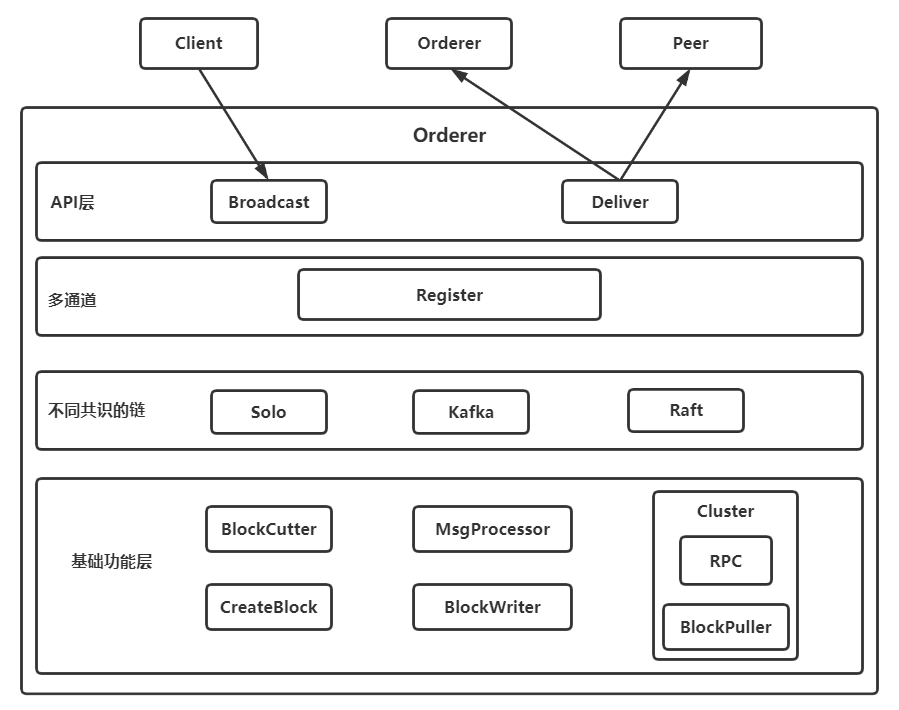 Client
Orderer
Peer
Orderer
API层
Broadcast
Deliver
多通道
Register
不同共识的链
Solo
Kafka
Raft
基础功能层
BlockCutter
MsgProcessor
CreateBlock
BlockWriter
Cluster
RPC
BlockPuller